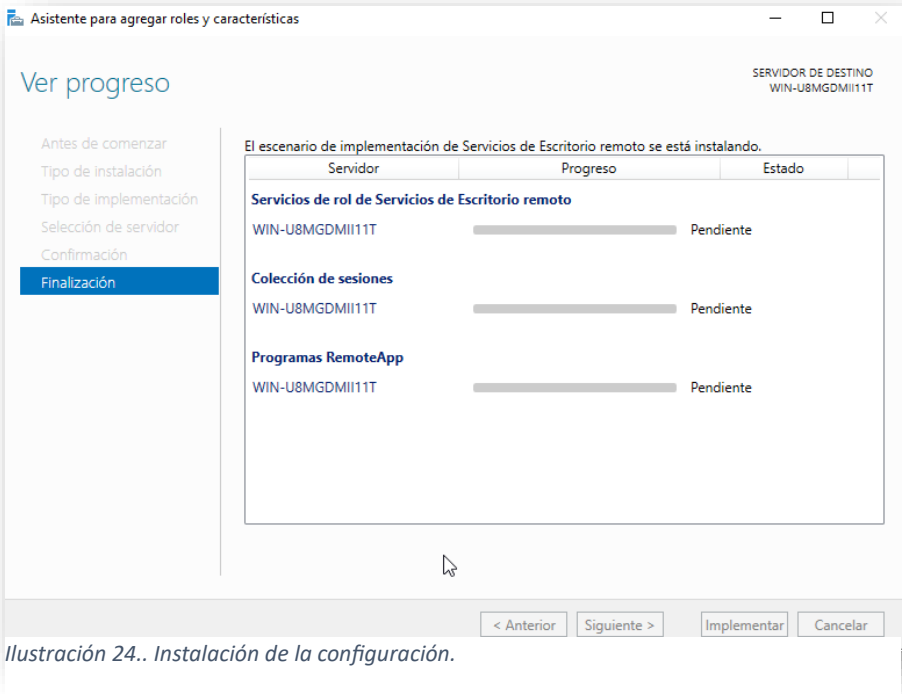 Asistente para agregar roles y características
Ver progreso
SERVIDOR DE DESTINO
WIN-U8MGDMII11T
Antes de comenzar
Tipo de instalación
Tipo de implementación
Selección de servidor
Confirmación
Finalización
El escenario de implementación de Servicios de Escritorio remoto se está instalando.
Servidor Progreso Estado
Servicios de rol de Servicios de Escritorio remoto
WIN-U8MGDMII11T Pendiente
Colección de sesiones
WIN-U8MGDMII11T Pendiente
Programas RemoteApp
WIN-U8MGDMII11T Pendiente
< Anterior Siguiente > Implementar Cancelar
Ilustración 24.. Instalación de la configuración.